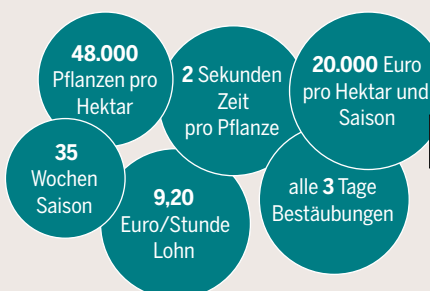 48.000
Pflanzen pro
Hektar
2 Sekunden
Zeit
pro Pflanze
20.000 Euro
pro Hektar und
Saison
35
Wochen
Saison
9,20
Euro/Stunde
Lohn
alle 3 Tage
Bestäubungen